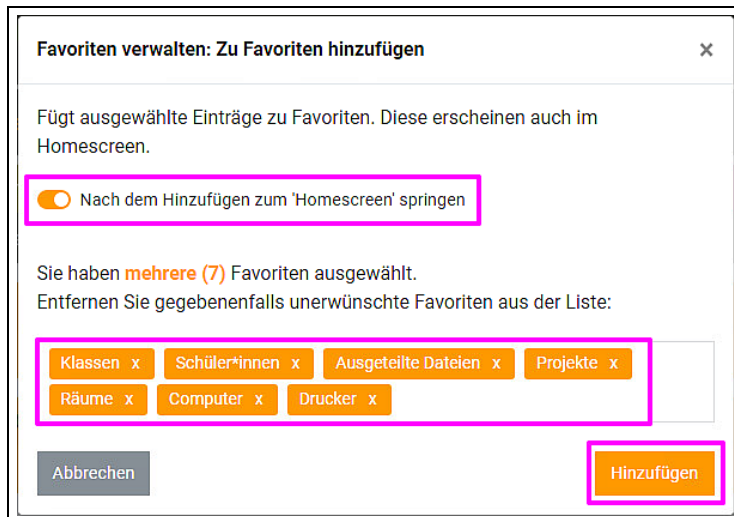 Favoriten verwalten: Zu Favoriten hinzufügen ×
Fügt ausgewählte Einträge zu Favoriten. Diese erscheinen auch im
Homescreen.
Nach dem Hinzufügen zum 'Homescreen' springen
Sie haben mehrere (7) Favoriten ausgewählt.
Entfernen Sie gegebenenfalls unerwünschte Favoriten aus der Liste:
Klassen x Schüler*innen x Ausgeteilte Dateien x Projekte x
Räume x Computer x Drucker x
Abbrechen Hinzufügen